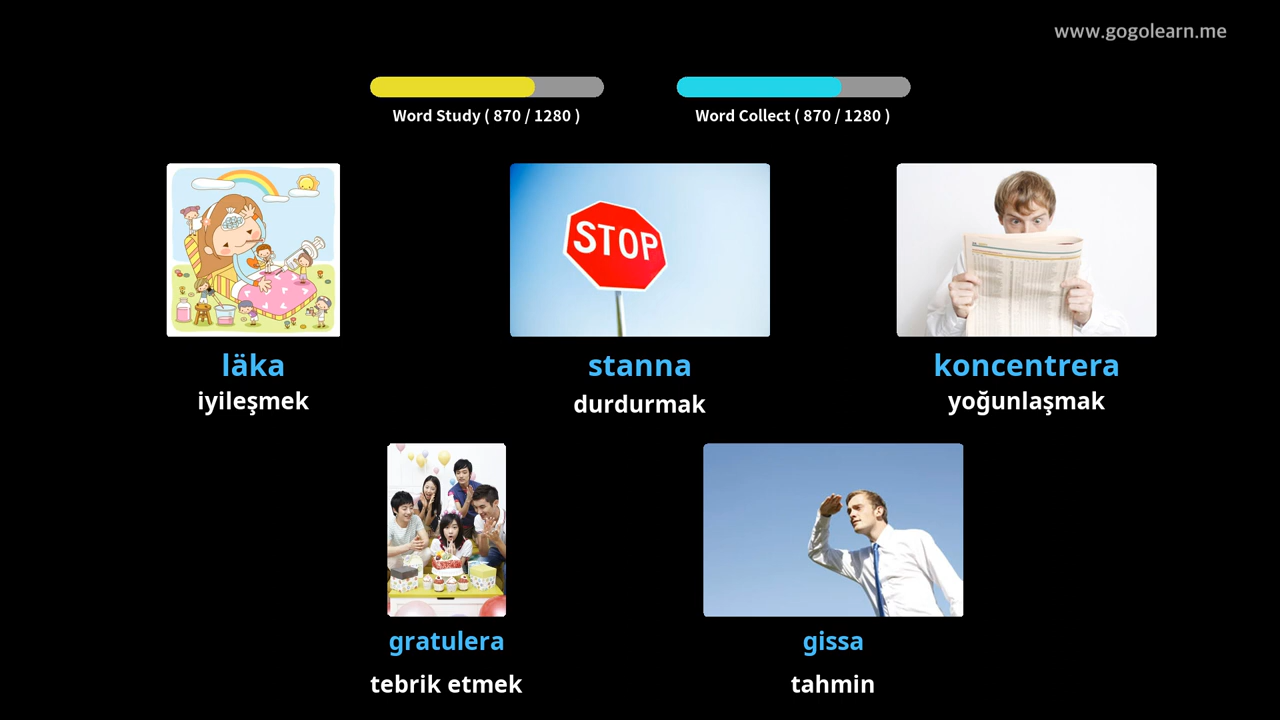 www.gogolearn.me
Word Study ( 870 / 1280 )
Word Collect ( 870 / 1280 )
STOP
läka
iyileşmek
stanna
durdurmak
koncentrera
yoğunlaşmak
gratulera
tebrik etmek
gissa
tahmin